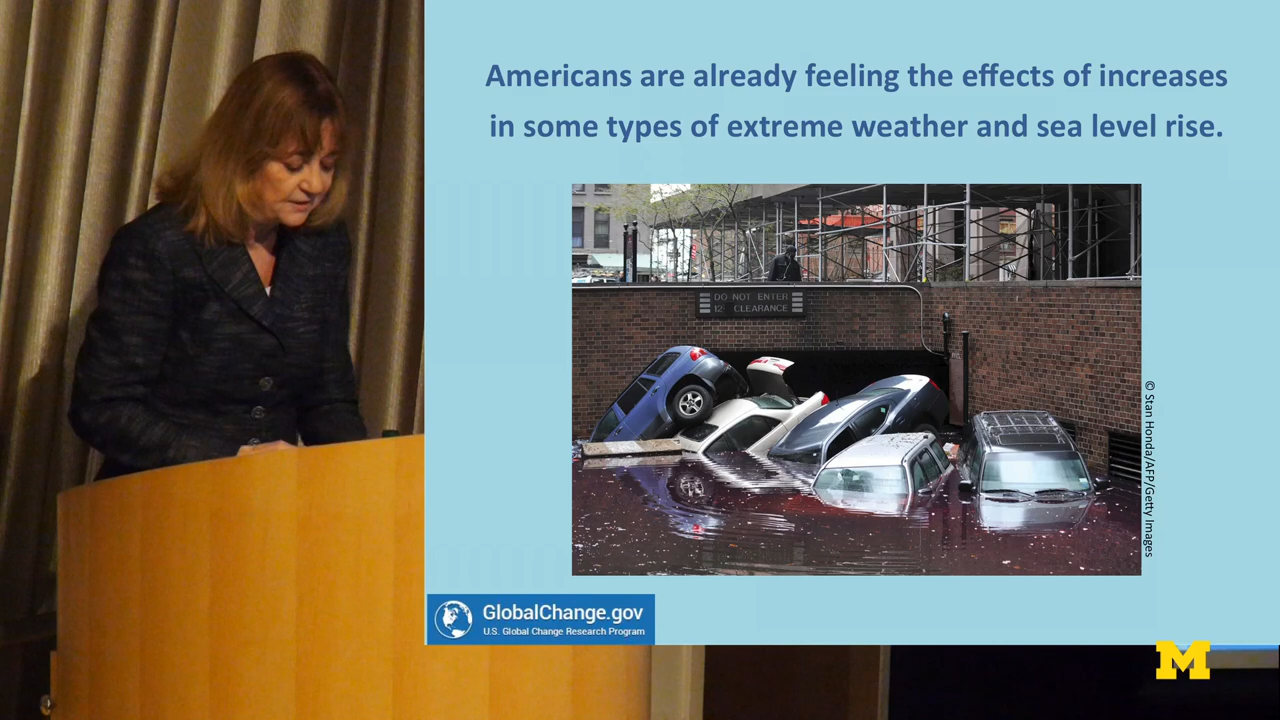 Americans are already feeling the effects of increases
in some types of extreme weather and sea level rise.
DO NOT ENTER
CLEARANCE
© Stan Honda/AFP/Getty Images
GlobalChange.gov
U.S. Global Change Research Program
M